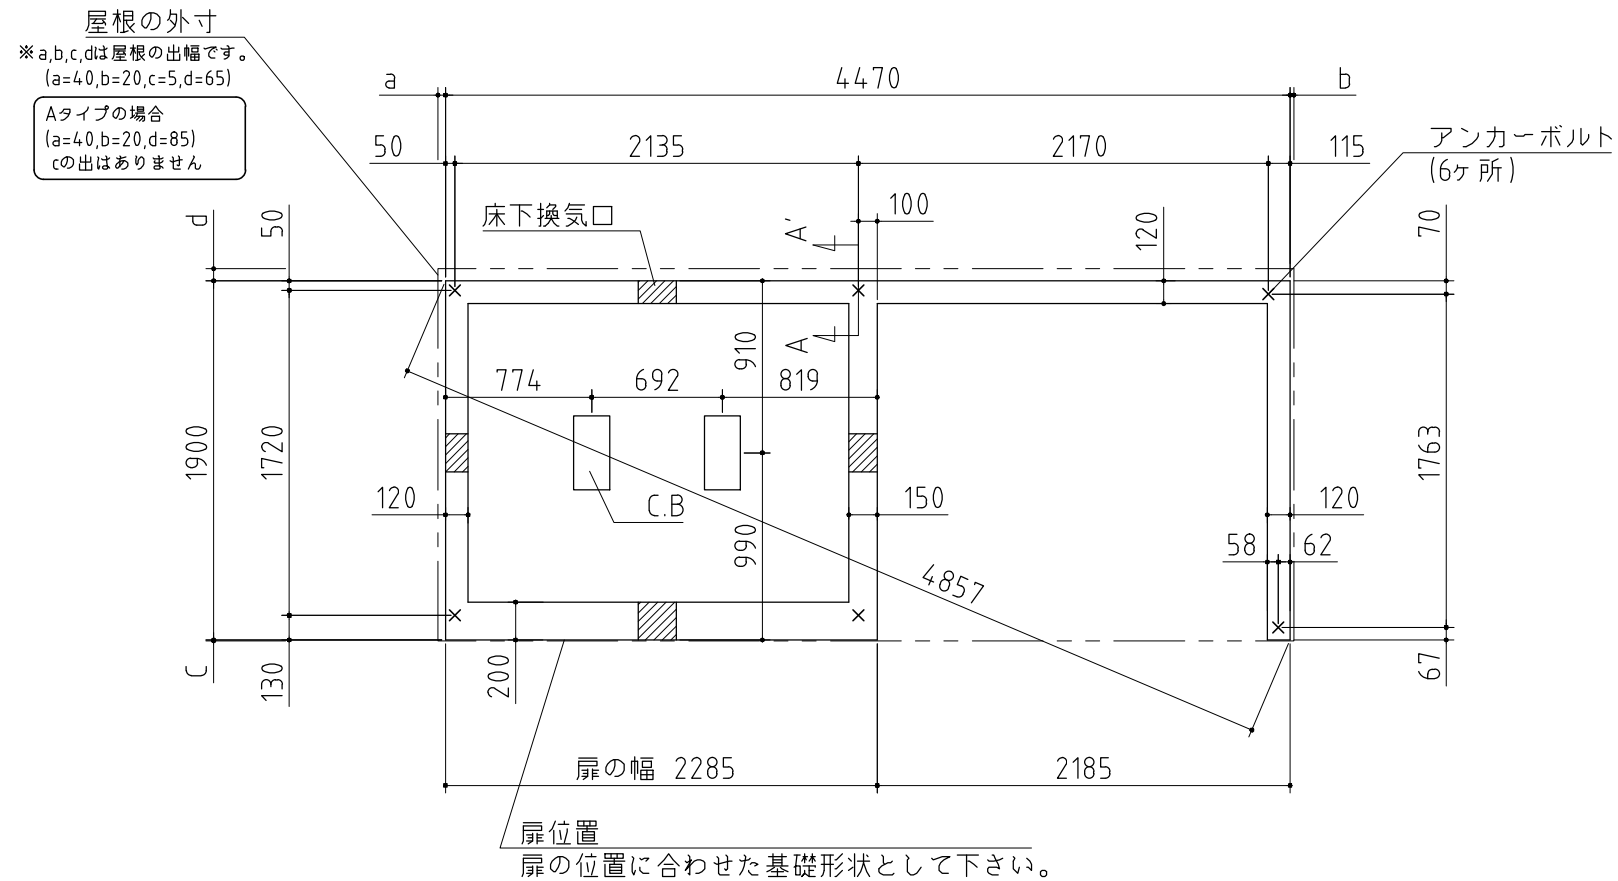 屋根の外寸
※a,b,c,dは屋根の出幅です。
(a=40,b=20,c=5,d=65)
Aタイプの場合
(a=40,b=20,d=85)
cの出はありません
a
4470
b
50
2135
2170
115
アンカーボルト
(6ヶ所)
d
50
床下換気口
A'
100
120
70
A
910
774
692
819
1900
1720
1763
120
C.B
150
120
990
58
62
4857
C
130
200
67
扉の幅 2285
2185
扉位置
扉の位置に合わせた基礎形状として下さい。